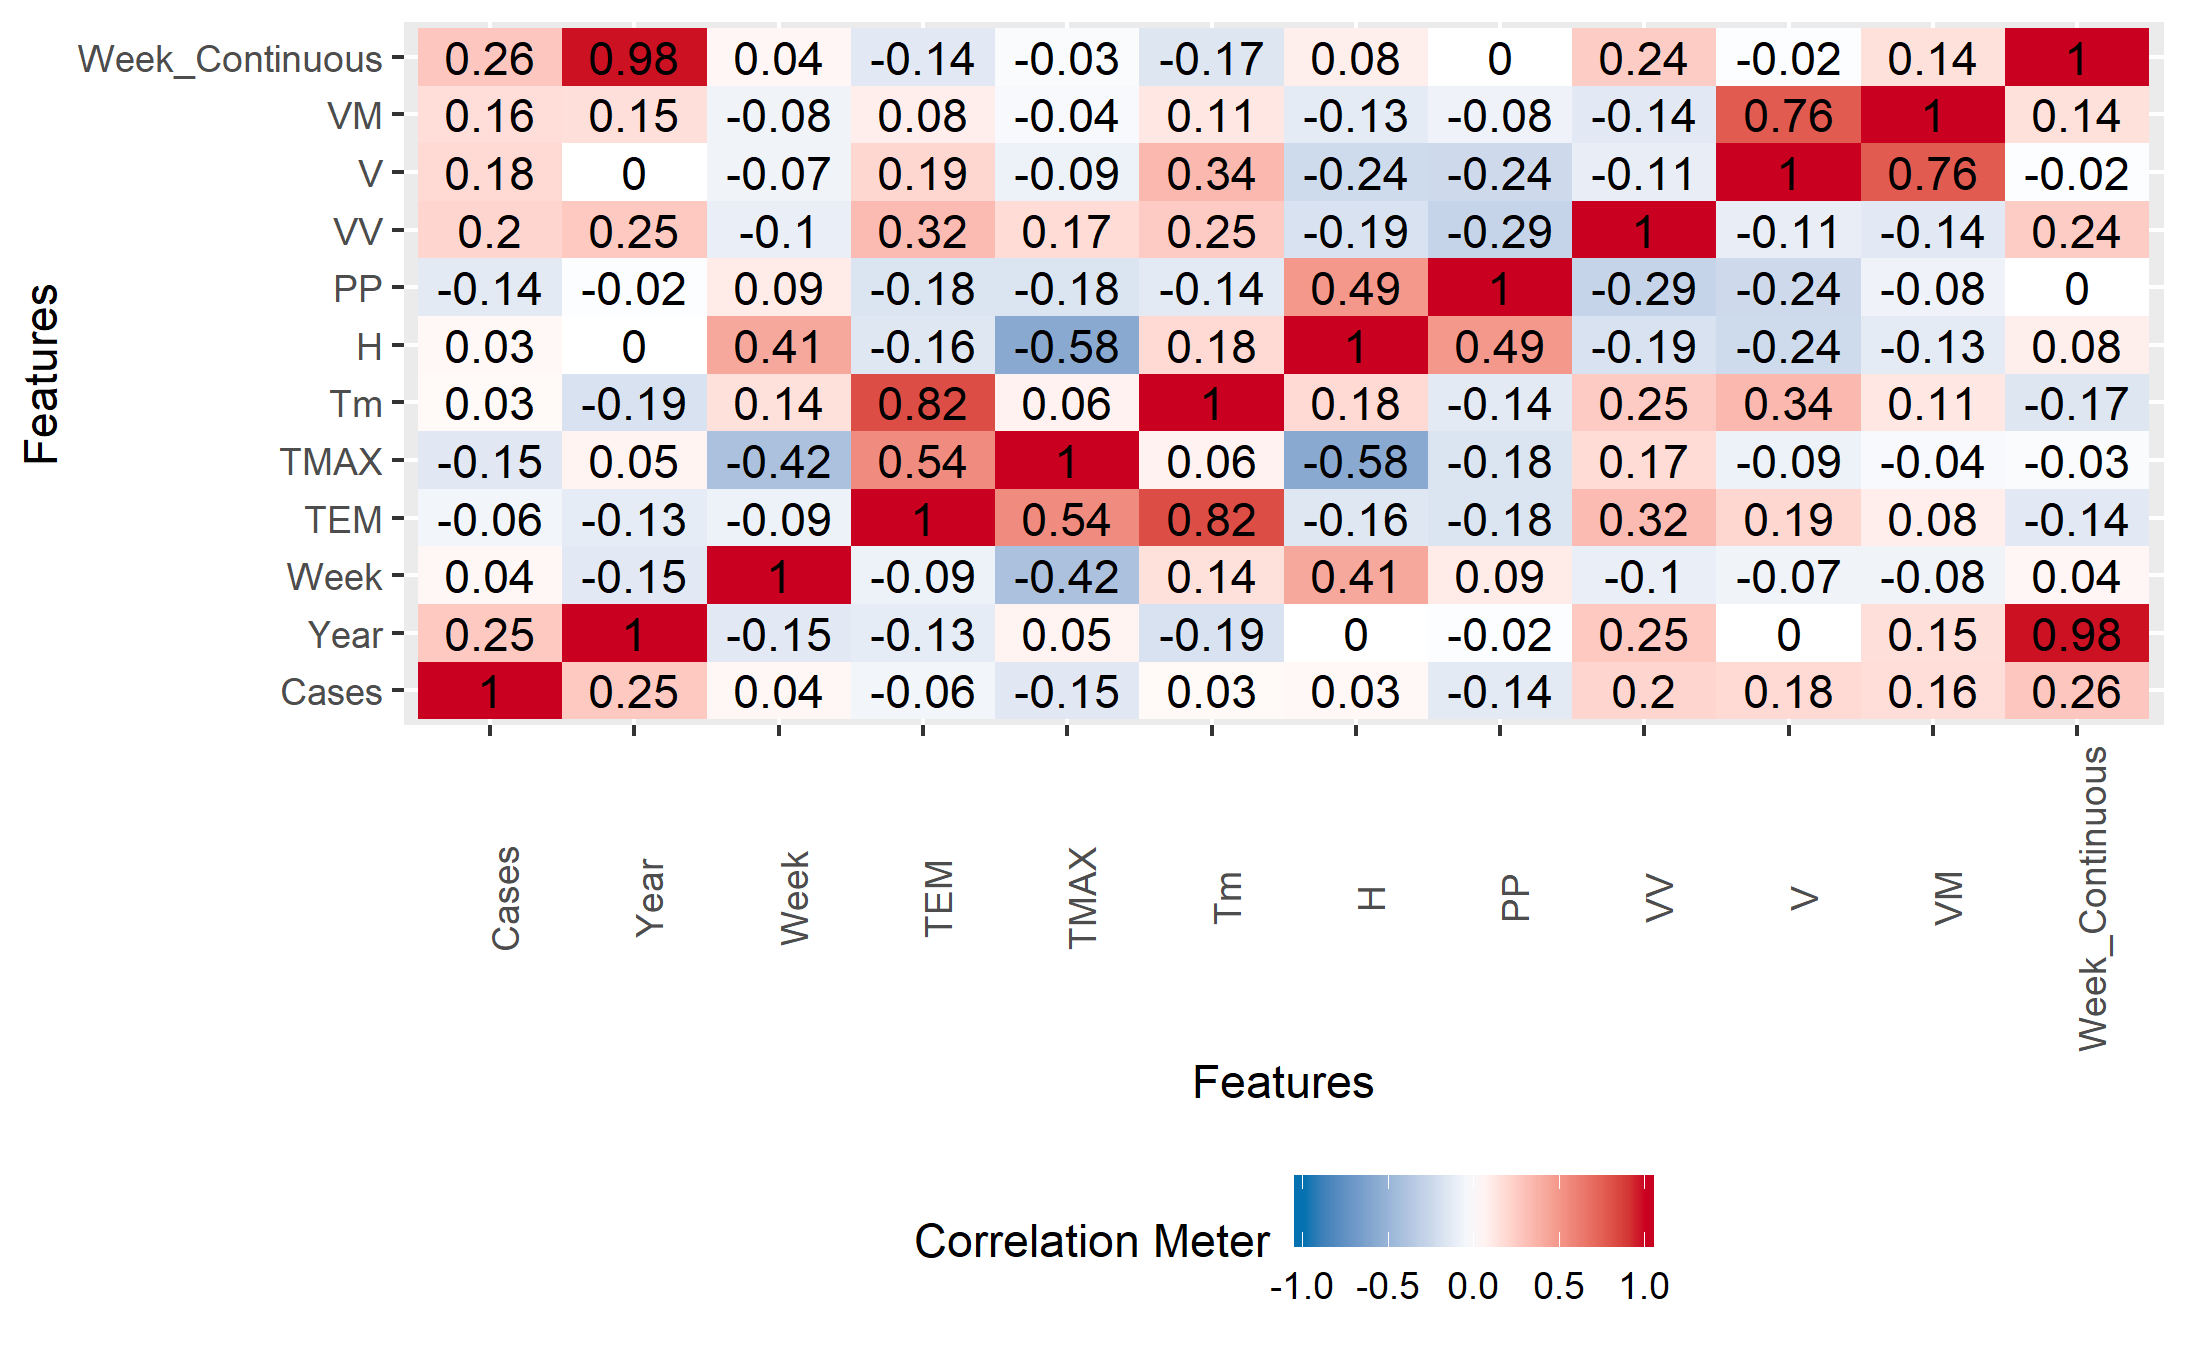 Features
Week_Continuous 0.26 0.98 0.04 -0.14 -0.03 -0.17 0.08 0 0.24 -0.02 0.14 1
VM 0.16 0.15 -0.08 0.08 -0.04 0.11 -0.13 -0.08 -0.14 0.76 1 0.14
V 0.18 0 -0.07 0.19 -0.09 0.34 -0.24 -0.24 -0.11 1 0.76 -0.02
VV 0.2 0.25 -0.1 0.32 0.17 0.25 -0.19 -0.29 1 -0.11 -0.14 0.24
PP -0.14 -0.02 0.09 -0.18 -0.18 -0.14 0.49 1 -0.29 -0.24 -0.08 0
H 0.03 0 0.41 -0.16 -0.58 0.18 1 0.49 -0.19 -0.24 -0.13 0.08
Tm 0.03 -0.19 0.14 0.82 0.06 1 0.18 -0.14 0.25 0.34 0.11 -0.17
TMAX -0.15 0.05 -0.42 0.54 1 0.06 -0.58 -0.18 0.17 -0.09 -0.04 -0.03
TEM -0.06 -0.13 -0.09 1 0.54 0.82 -0.16 -0.18 0.32 0.19 0.08 -0.14
Week 0.04 -0.15 1 -0.09 -0.42 0.14 0.41 0.09 -0.1 -0.07 -0.08 0.04
Year 0.25 1 -0.15 -0.13 0.05 -0.19 0 -0.02 0.25 0 0.15 0.98
Cases 1 0.25 0.04 -0.06 -0.15 0.03 0.03 -0.14 0.2 0.18 0.16 0.26
Cases Year Week TEM TMAX Tm H PP VV V VM Week_Continuous
Features
Correlation Meter
-1.0 -0.5 0.0 0.5 1.0